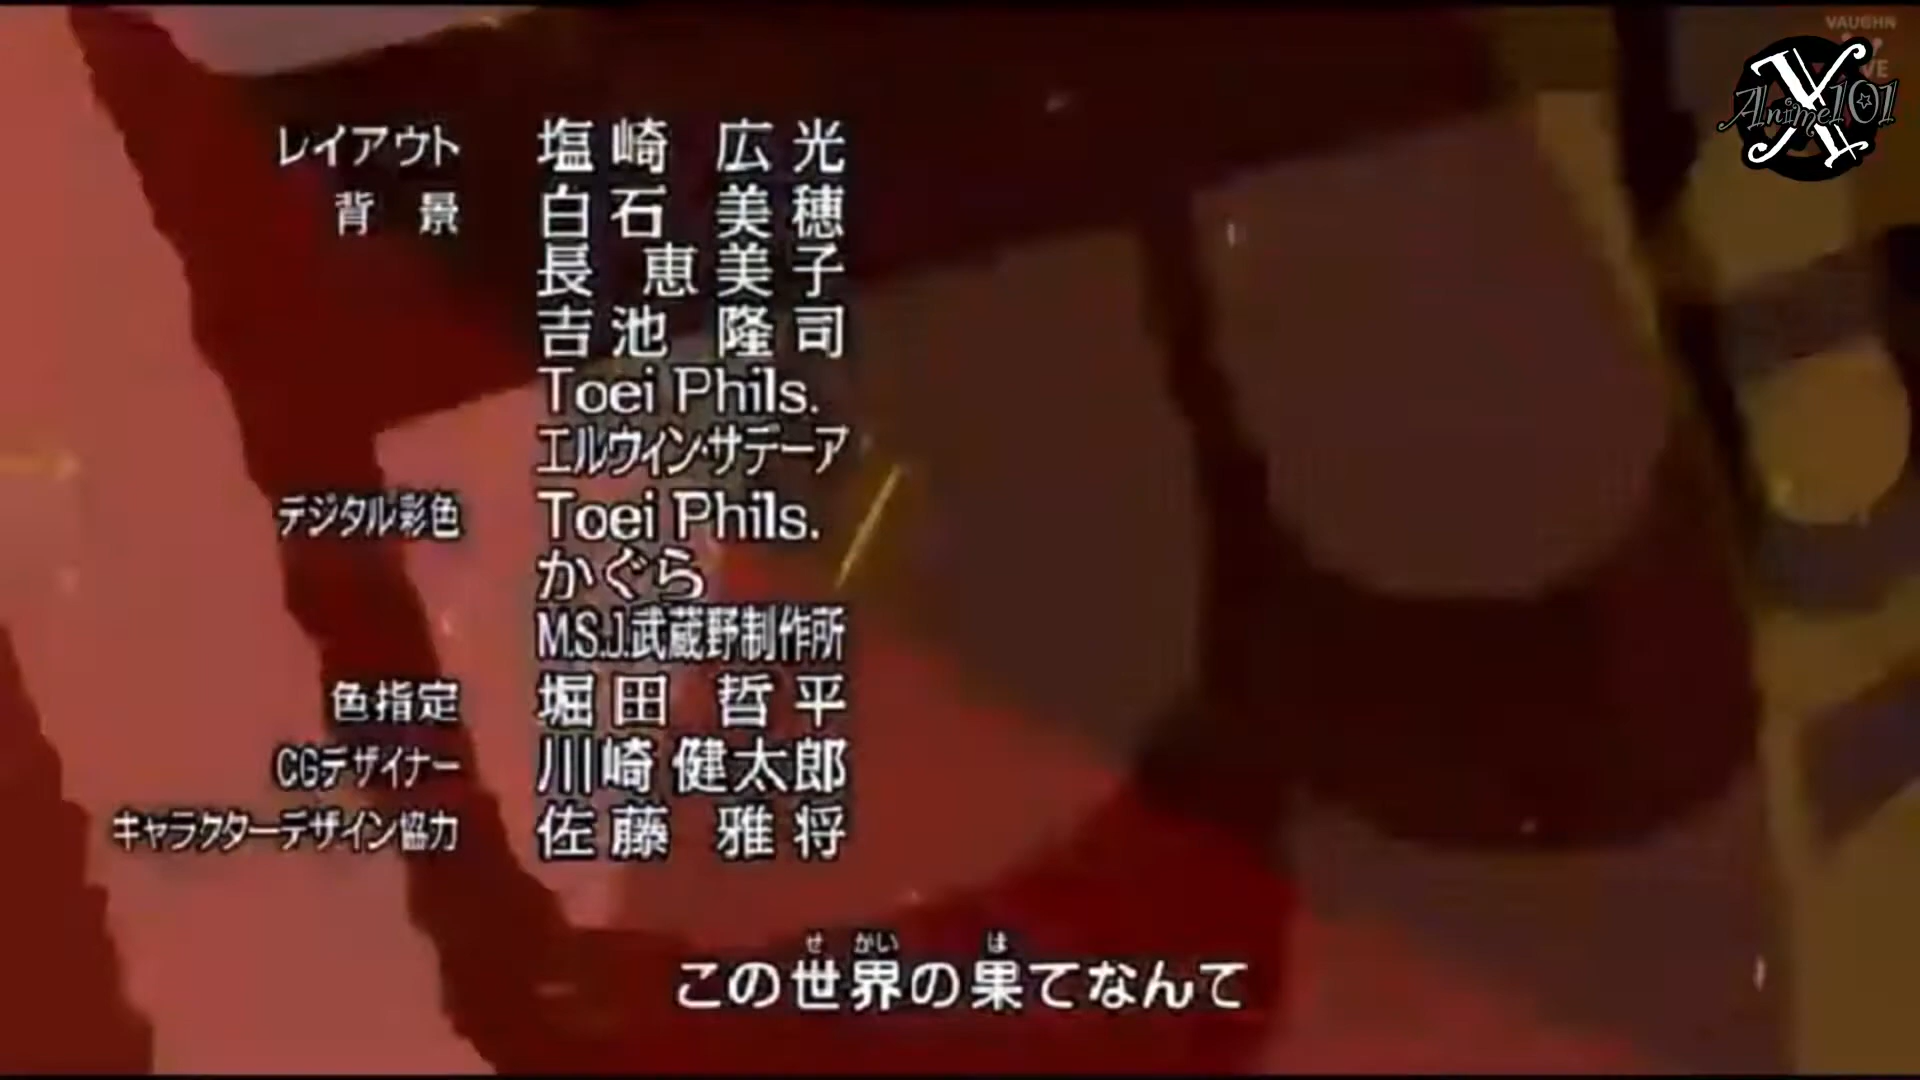 VAUGHN
VE
X
Anime101
レイアウト 塩崎 広光
背 景 白石 美穂
長 恵美子
吉池 隆司
Toei Phils.
エルウィン・サデーア
デジタル彩色 Toei Phils.
かぐら
M.S.J.武蔵野制作所
色指定 堀田 哲平
CGデザイナー 川崎 健太郎
キャラクターデザイン協力 佐藤 雅将
せ かい は
この世界の果てなんて